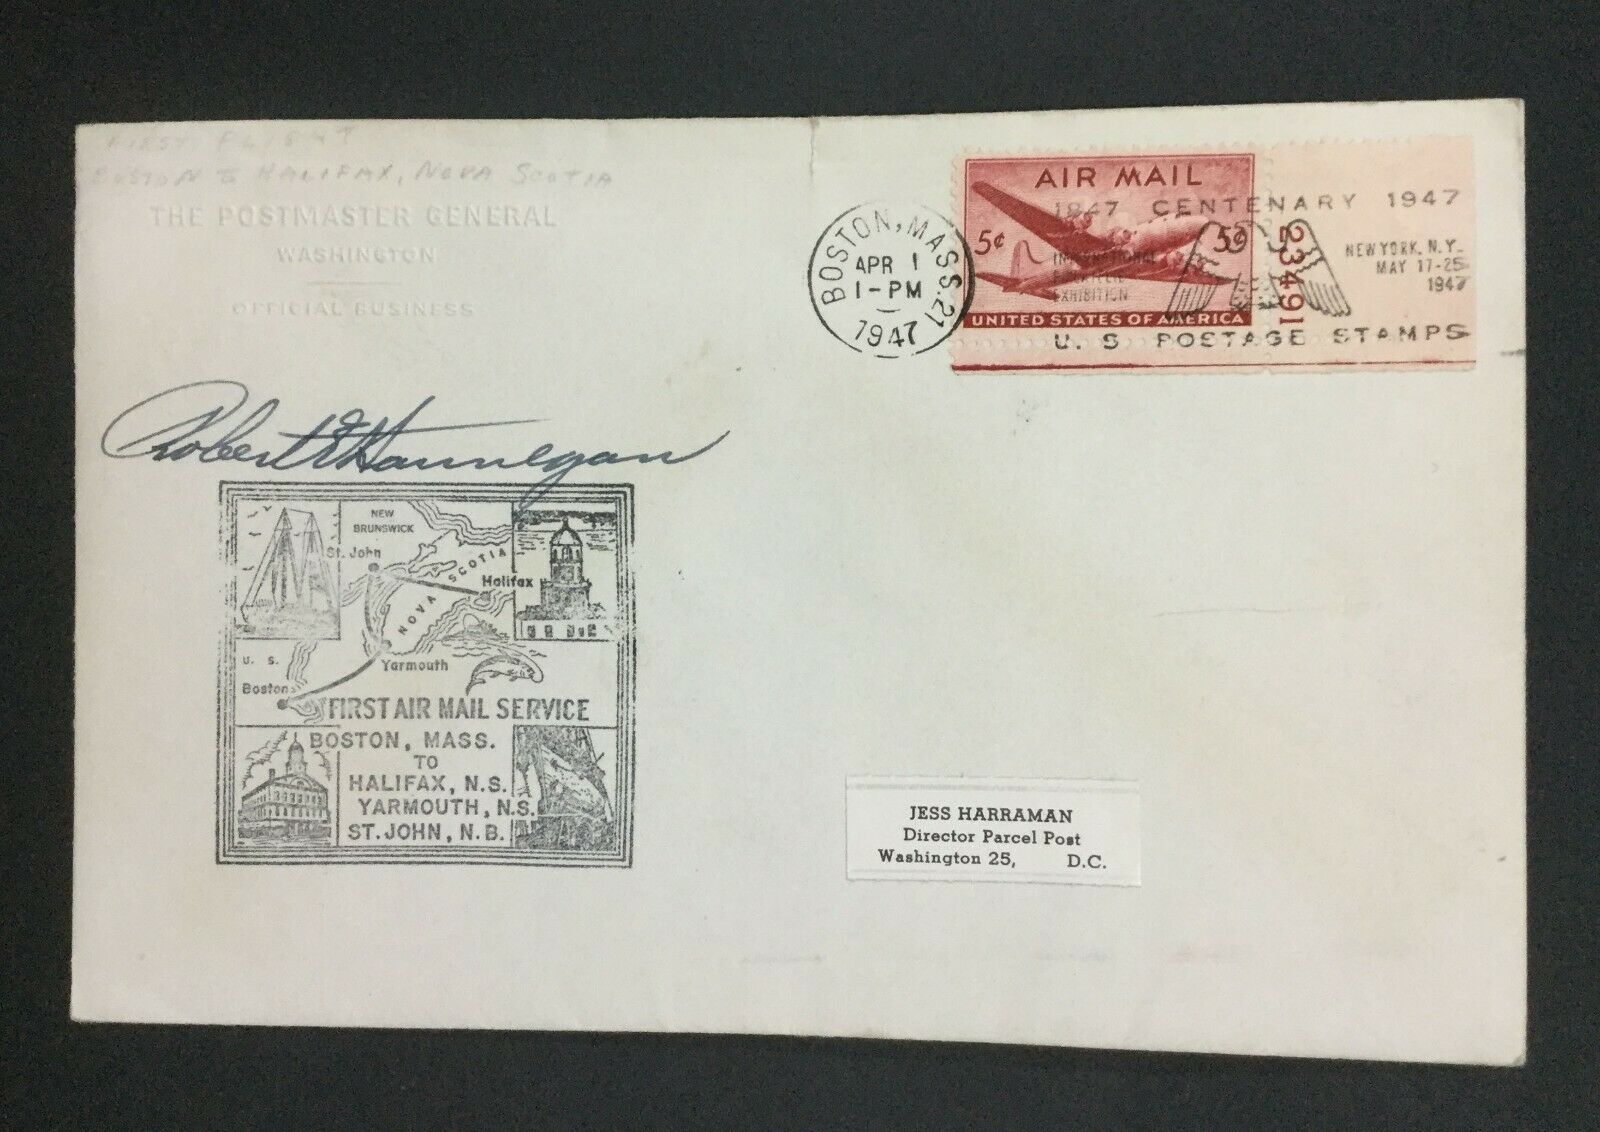 FIRST FLIGHT
BOSTON TO HALIFAX, NOVA SCOTIA
THE POSTMASTER GENERAL
WASHINGTON
OFFICIAL BUSINESS
BOSTON, MASS. 21
APR 1
1-PM
1947
AIR MAIL
5¢ 5¢
UNITED STATES OF AMERICA
23491
1847 CENTENARY 1947
INTERNATIONAL
PHILATELIC
EXHIBITION
NEW YORK, N.Y.
MAY 17-25
1947
U. S. POSTAGE STAMPS
Robert E Hannegan
NEW
BRUNSWICK
St. John
NOVA SCOTIA
Halifax
U. S.
Yarmouth
Boston
FIRST AIR MAIL SERVICE
BOSTON, MASS.
TO
HALIFAX, N.S.
YARMOUTH, N.S.
ST. JOHN, N.B.
JESS HARRAMAN
Director Parcel Post
Washington 25, D.C.